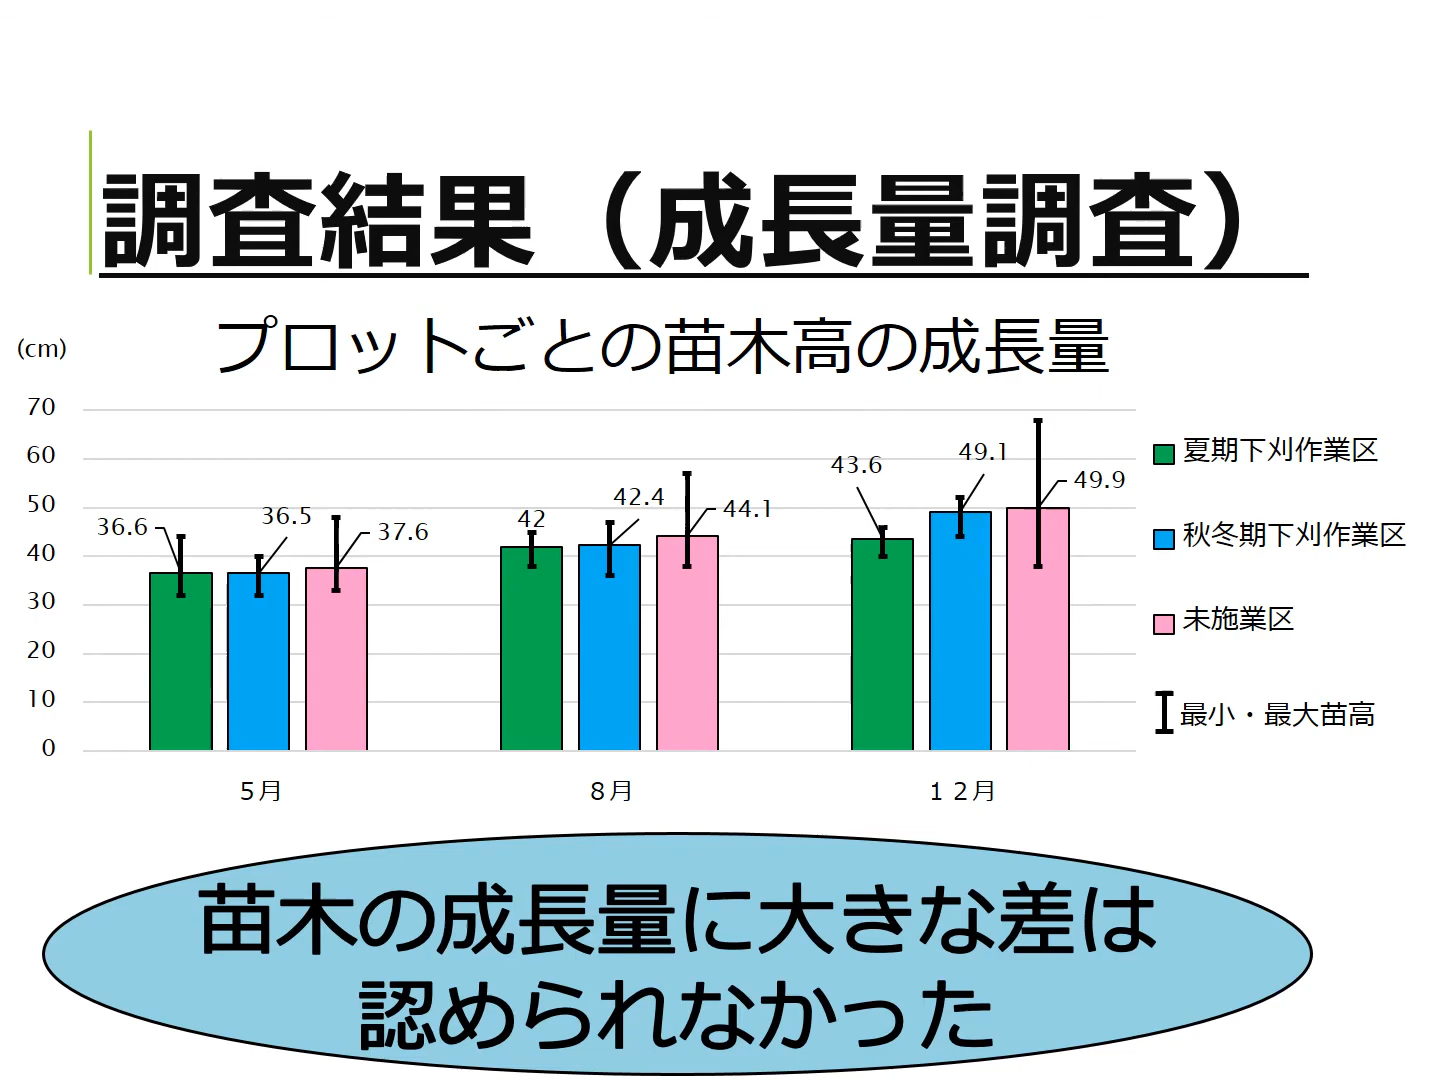 調査結果（成長量調査）
プロットごとの苗木高の成長量
(cm)
70
60
50
40
30
20
10
0
36.6
36.5
37.6
42
42.4
44.1
43.6
49.1
49.9
５月
８月
１２月
夏期下刈作業区
秋冬期下刈作業区
未施業区
最小・最大苗高
苗木の成長量に大きな差は
認められなかった